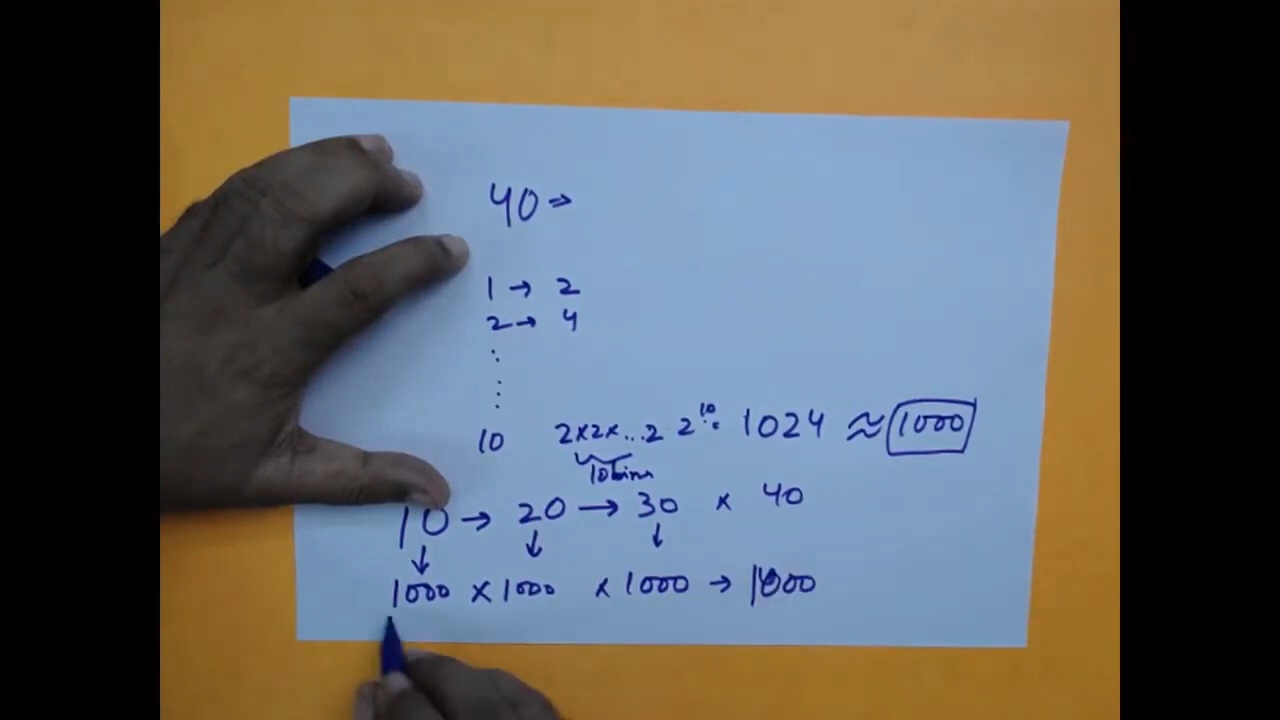 40 ⇒
1 → 2
2 → 4
10 2×2×...2 2¹⁰ = 1024 ≈ 1000
10 → 20 → 30 × 40
↓ ↓ ↓
1000 × 1000 × 1000 → 1000